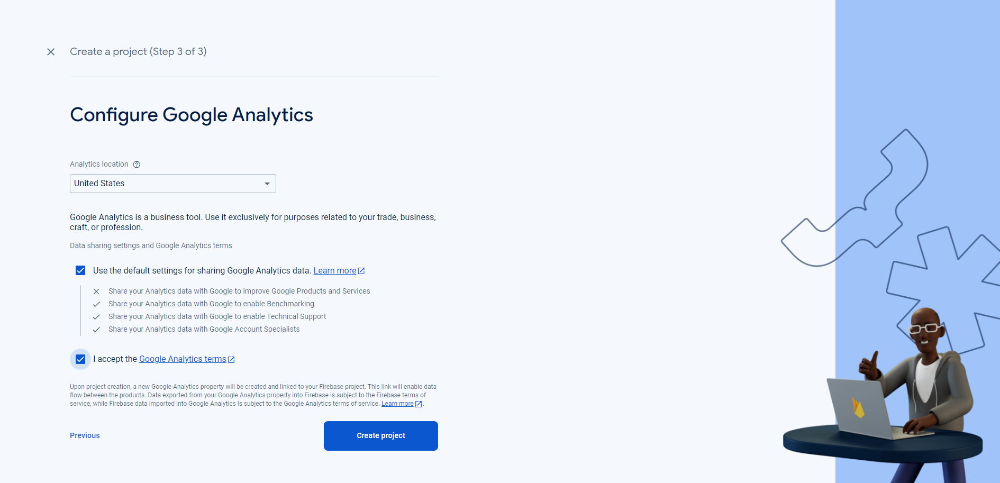 Create a project (Step 3 of 3)
Configure Google Analytics
Analytics location
United States
Google Analytics is a business tool. Use it exclusively for purposes related to your trade, business,
craft, or profession.
Data sharing settings and Google Analytics terms
Use the default settings for sharing Google Analytics data. Learn more
Share your Analytics data with Google to improve Google Products and Services
Share your Analytics data with Google to enable Benchmarking
Share your Analytics data with Google to enable Technical Support
Share your Analytics data with Google Account Specialists
I accept the Google Analytics terms
Upon project creation, a new Google Analytics property will be created and linked to your Firebase project. This link will enable data
flow between the products. Data exported from your Google Analytics property into Firebase is subject to the Firebase terms of
service, while Firebase data imported into Google Analytics is subject to the Google Analytics terms of service. Learn more .
Previous
Create project